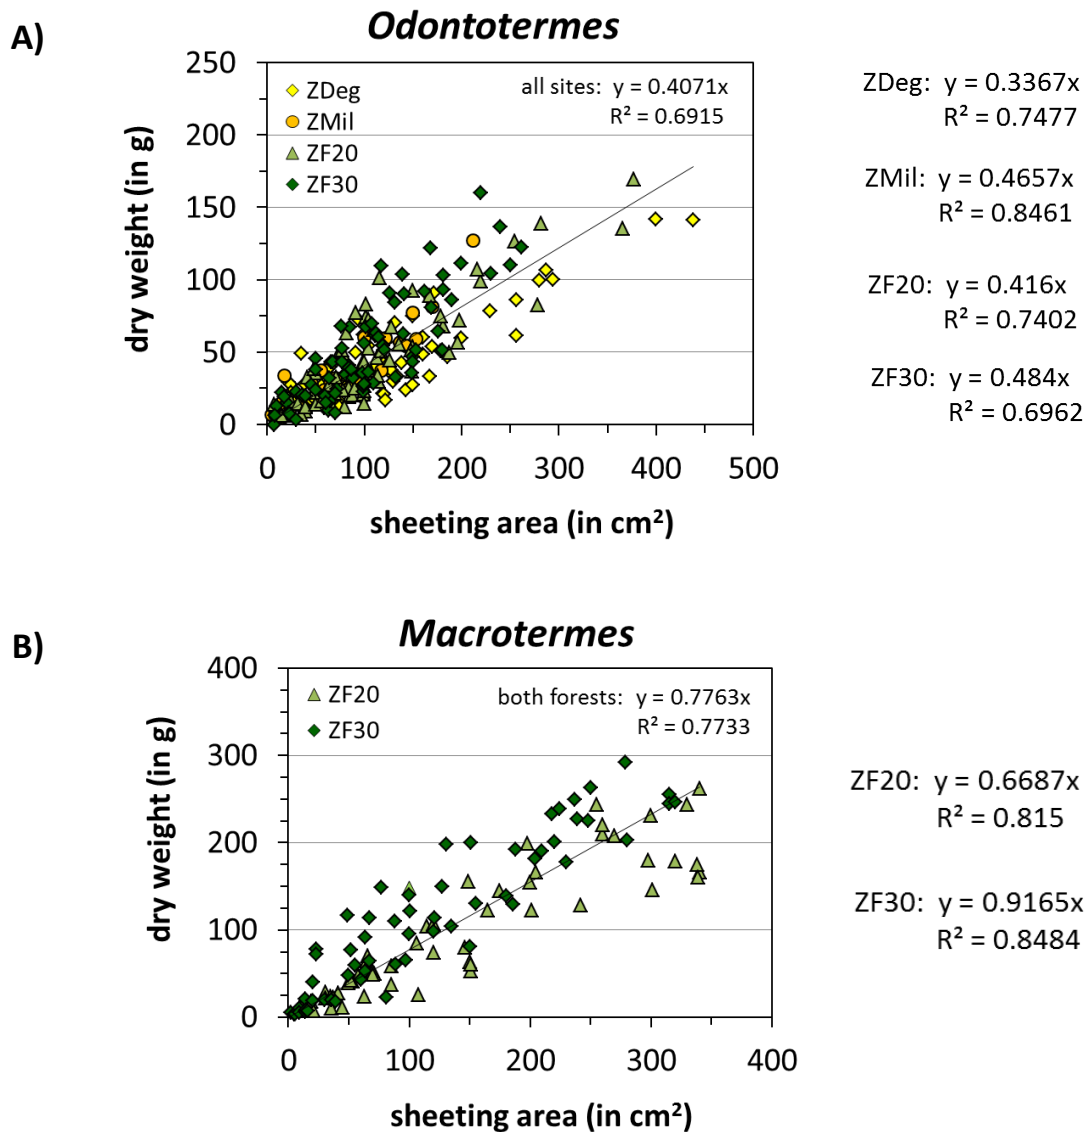 A)
Odontotermes
250
200
150
100
50
0
dry weight (in g)
ZDeg
ZMil
ZF20
ZF30
all sites: y = 0.4071x
R² = 0.6915
0 100 200 300 400 500
sheeting area (in cm²)
ZDeg: y = 0.3367x
R² = 0.7477
ZMil: y = 0.4657x
R² = 0.8461
ZF20: y = 0.416x
R² = 0.7402
ZF30: y = 0.484x
R² = 0.6962
B)
Macrotermes
400
300
200
100
0
dry weight (in g)
ZF20
ZF30
both forests: y = 0.7763x
R² = 0.7733
0 100 200 300 400
sheeting area (in cm²)
ZF20: y = 0.6687x
R² = 0.815
ZF30: y = 0.9165x
R² = 0.8484